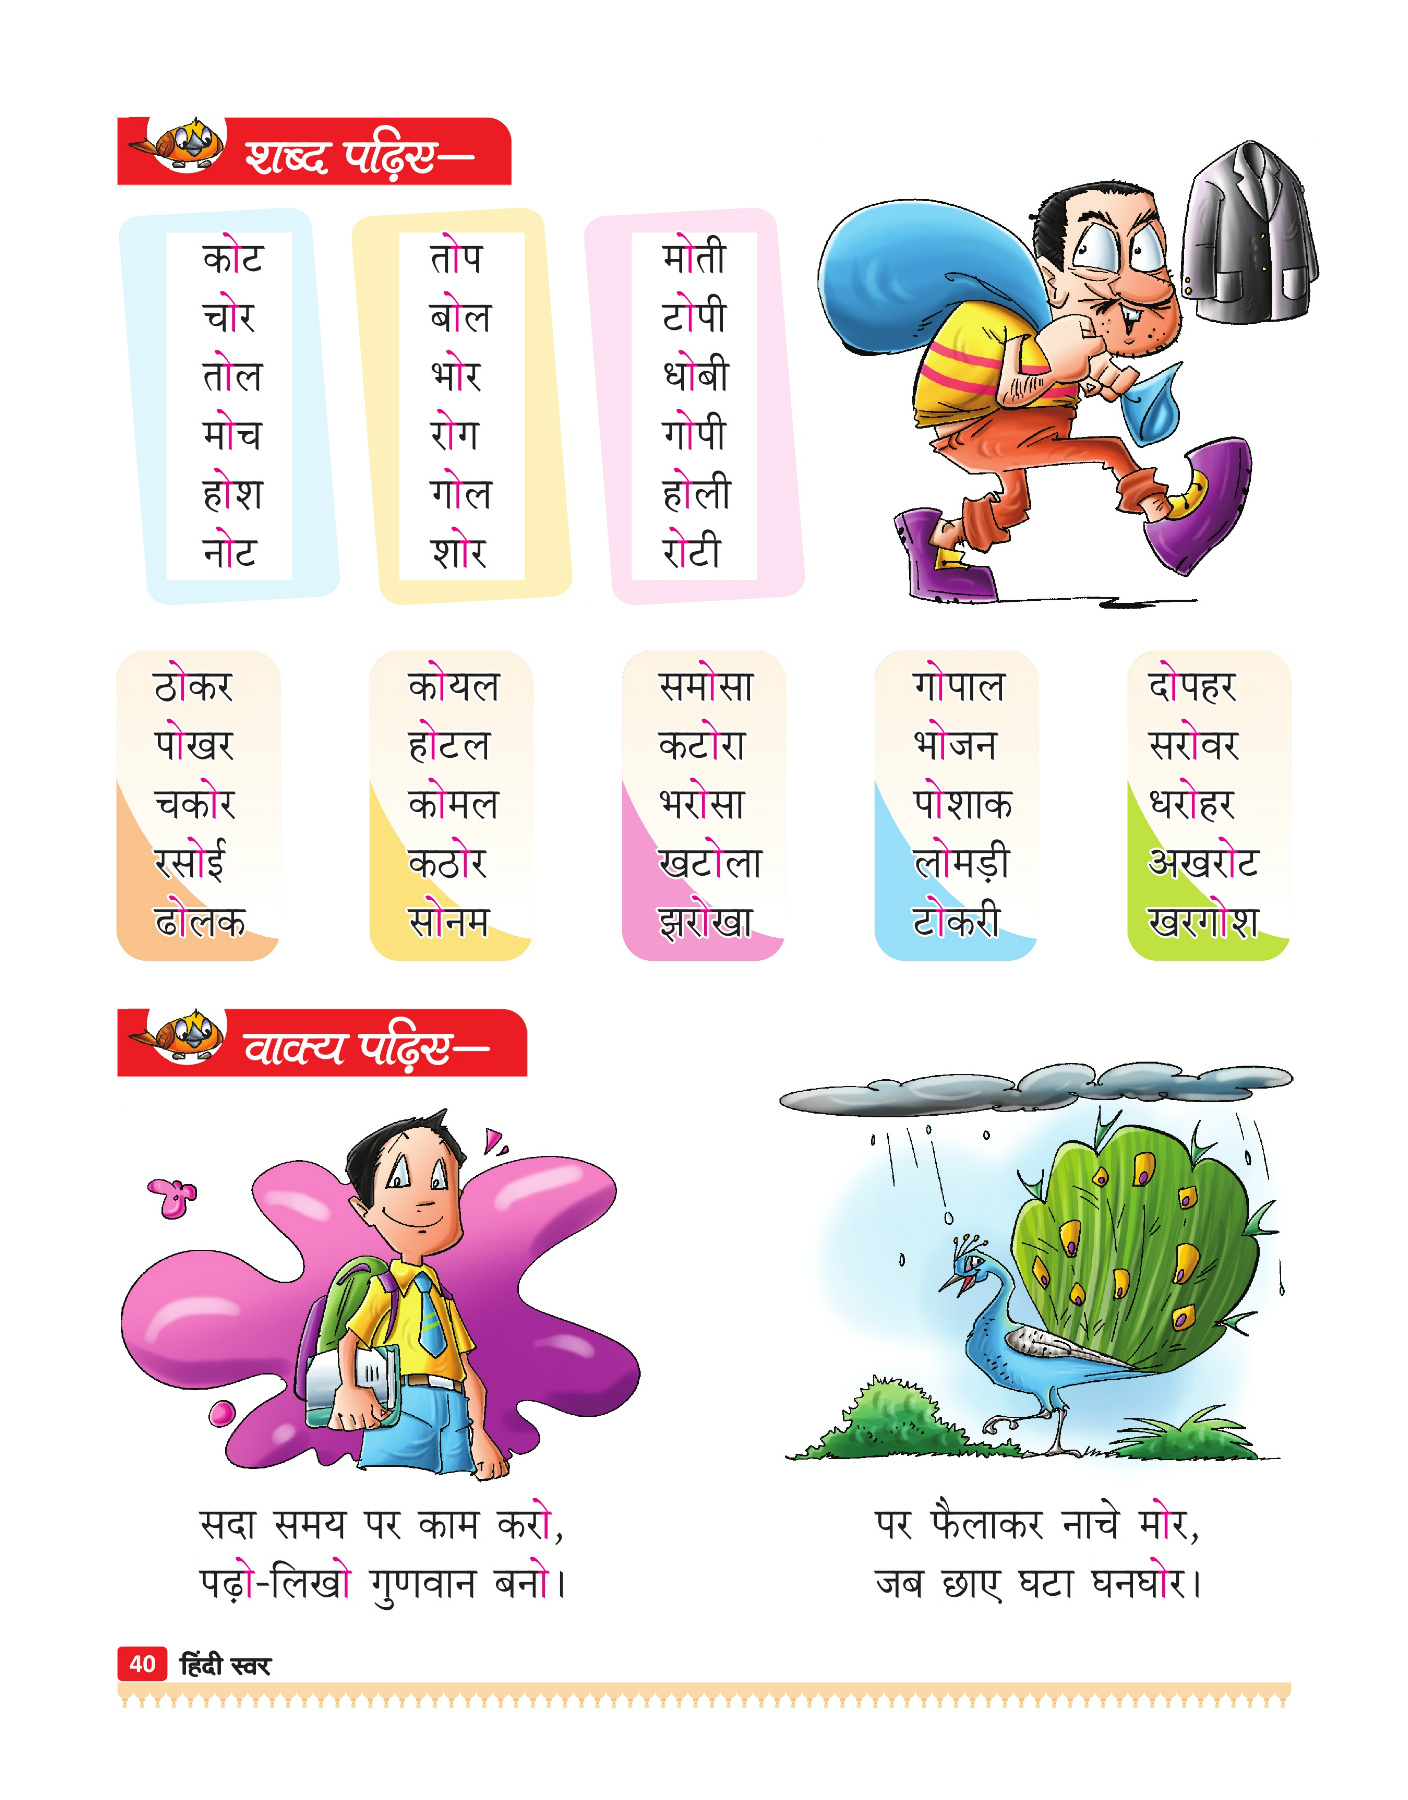 शब्द पढ़िए—
कोट तोप मोती
चोर बोल टोपी
तोल भोर धोबी
मोच रोग गोपी
होश गोल होली
नोट शोर रोटी
ठोकर कोयल समोसा गोपाल दोपहर
पोखर होटल कटोरा भोजन सरोवर
चकोर कोमल भरोसा पोशाक धरोहर
रसोई कठोर खटोला लोमड़ी अखरोट
ढोलक सोनम झरोखा टोकरी खरगोश
वाक्य पढ़िए—
सदा समय पर काम करो,
पढ़ो-लिखो गुणवान बनो।
पर फैलाकर नाचे मोर,
जब छाए घटा घनघोर।
40 हिंदी स्वर